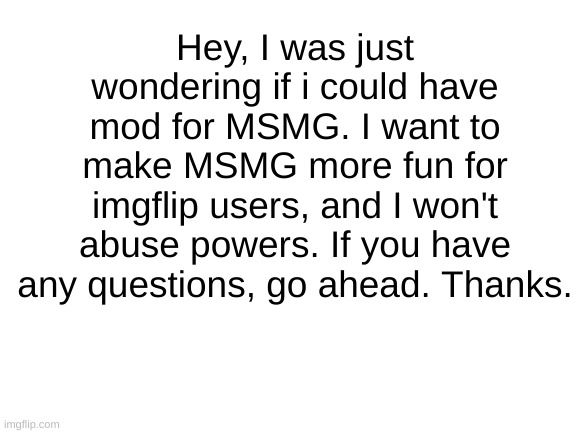 Hey, I was just
wondering if i could have
mod for MSMG. I want to
make MSMG more fun for
imgflip users, and I won't
abuse powers. If you have
any questions, go ahead. Thanks.
imgflip.com